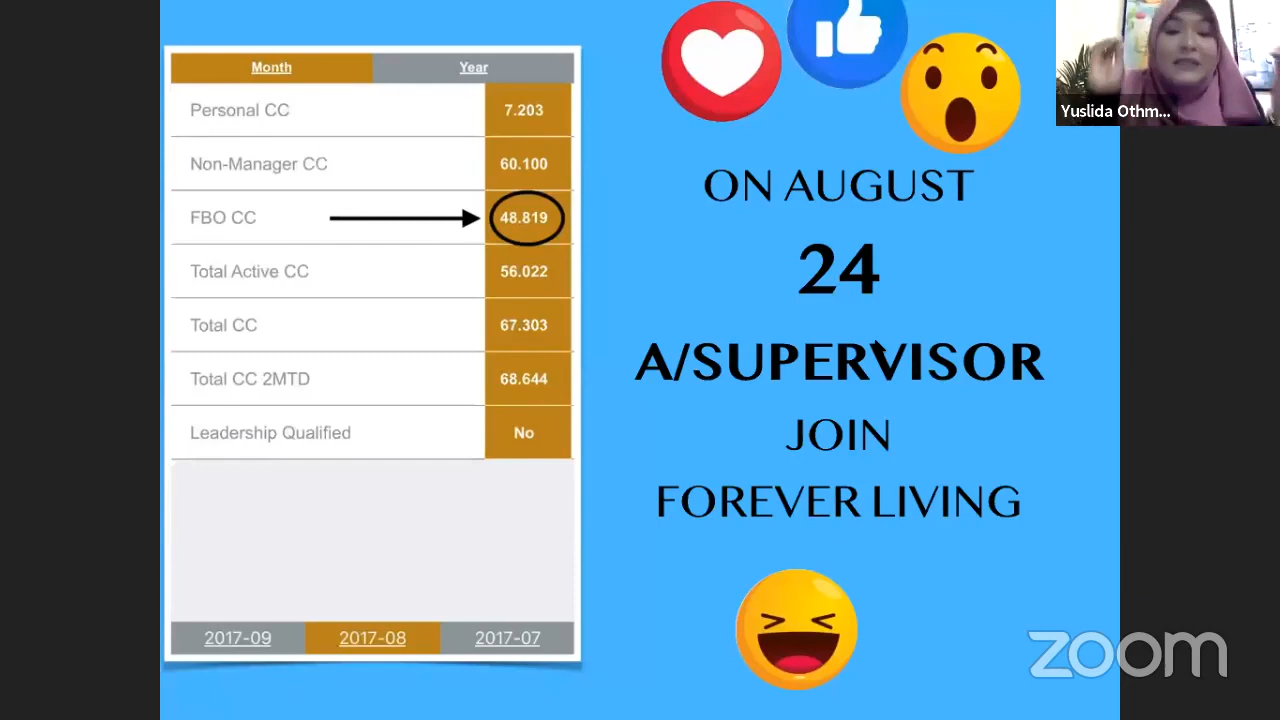 Month Year
Personal CC 7.203
Non-Manager CC 60.100
FBO CC 48.819
Total Active CC 56.022
Total CC 67.303
Total CC 2MTD 68.644
Leadership Qualified No
2017-09 2017-08 2017-07
ON AUGUST
24
A/SUPERVISOR
JOIN
FOREVER LIVING
Yuslida Othm...
zoom